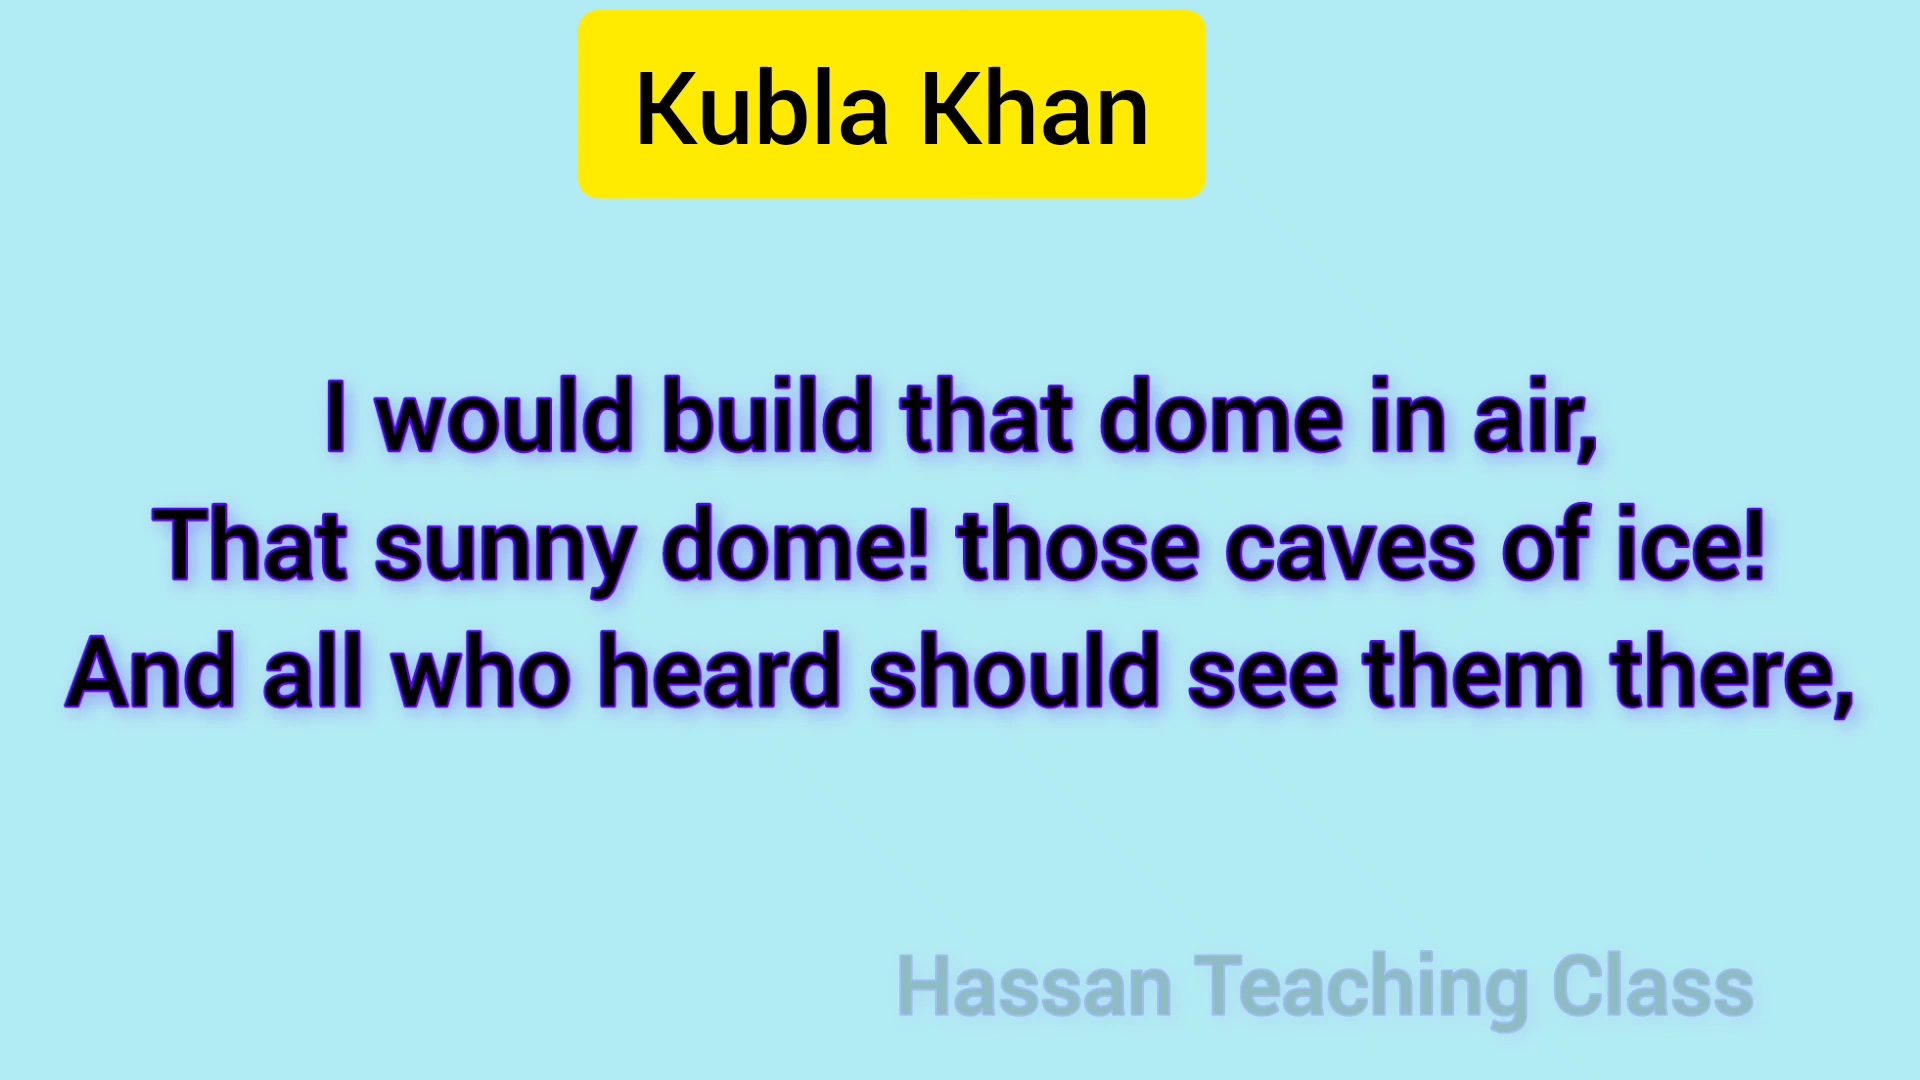 Kubla Khan
I would build that dome in air,
That sunny dome! those caves of ice!
And all who heard should see them there,
Hassan Teaching Class